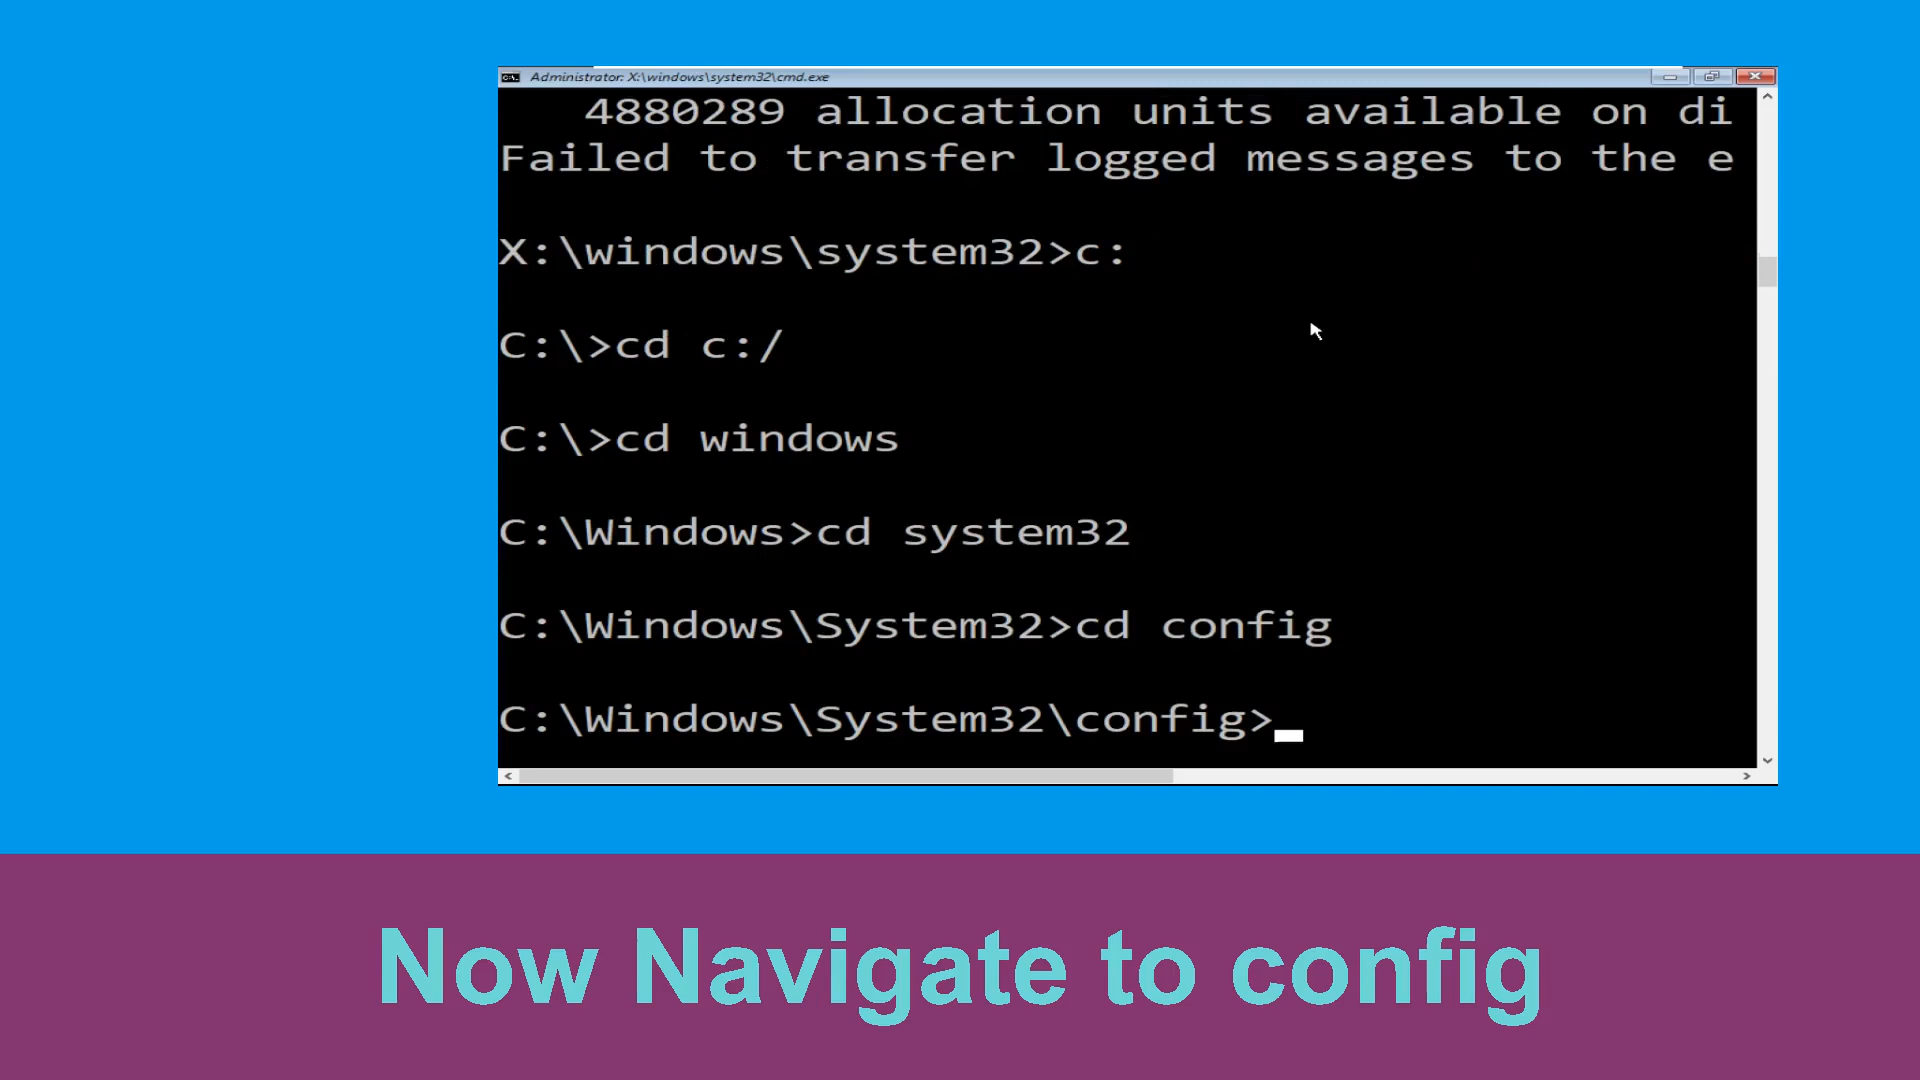 Administrator: X:\windows\system32\cmd.exe
4880289 allocation units available on di
Failed to transfer logged messages to the e
X:\windows\system32>c:
C:\>cd c:/
C:\>cd windows
C:\Windows>cd system32
C:\Windows\System32>cd config
C:\Windows\System32\config>
Now Navigate to config